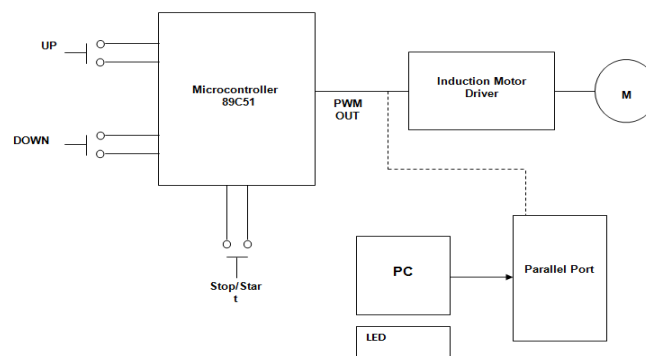 UP
Microcontroller
89C51
Induction Motor
Driver
M
PWM
OUT
DOWN
PC
Parallel Port
Stop/Star
t
LED